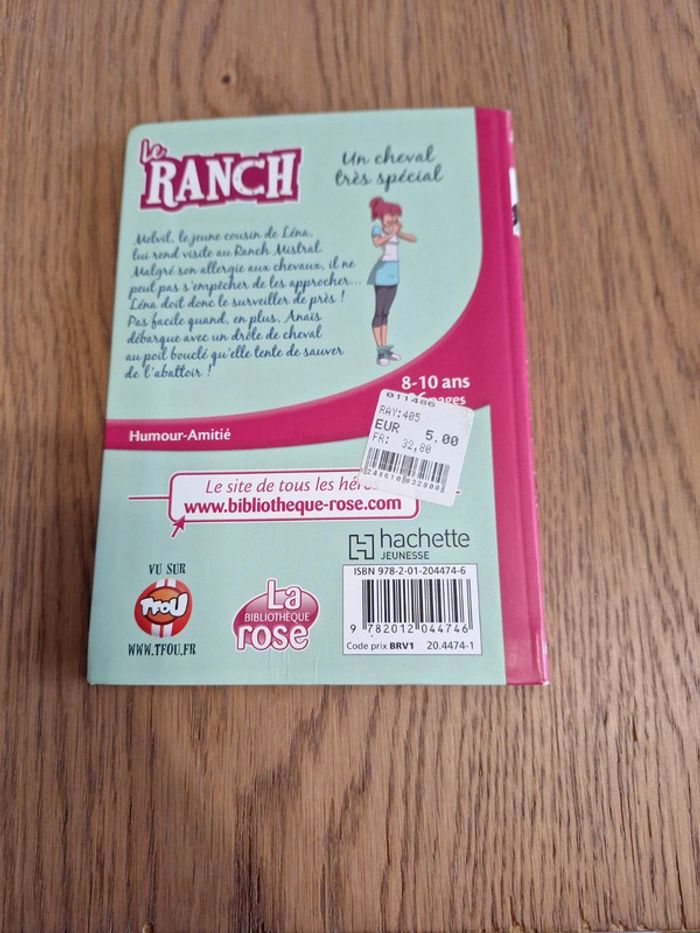 Le
RANCH
Un cheval
très spécial
Melvil, le jeune cousin de Léna,
lui rend visite au Ranch Mistral.
Malgré son allergie aux chevaux, il ne
peut pas s'empêcher de les approcher...
Léna doit donc le surveiller de près !
Pas facile quand, en plus, Anaïs
débarque avec un drôle de cheval
au poil bouclé qu'elle tente de sauver
de l'abattoir !
8-10 ans
pages
011486
RAY:405
EUR 5,00
FR: 32,80
Humour-Amitié
Le site de tous les héros
www.bibliotheque-rose.com
hachette
JEUNESSE
VU SUR
TFOU
WWW.TFOU.FR
La
BIBLIOTHÈQUE
rose
ISBN 978-2-01-204474-6
9 782012 044746
Code prix BRV1 20.4474-1